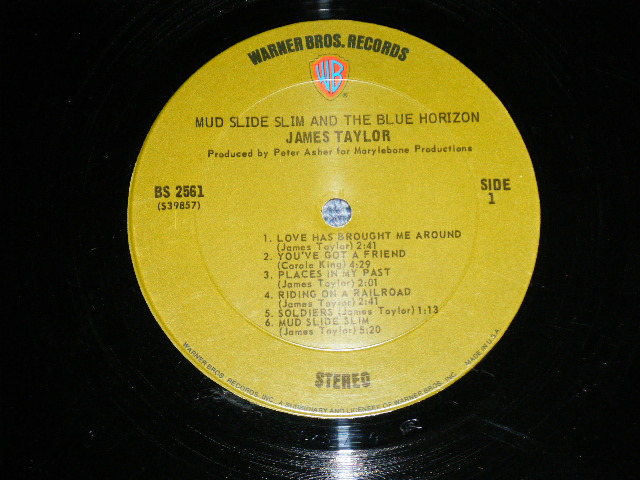 WARNER BROS. RECORDS
WB
®
MUD SLIDE SLIM AND THE BLUE HORIZON
JAMES TAYLOR
Produced by Peter Asher for Marylebone Productions
BS 2561
(S39857)
SIDE
1
1. LOVE HAS BROUGHT ME AROUND
(James Taylor) 2:41
2. YOU'VE GOT A FRIEND
(Carole King) 4:29
3. PLACES IN MY PAST
(James Taylor) 2:01
4. RIDING ON A RAILROAD
(James Taylor) 2:41
5. SOLDIERS (James Taylor) 1:13
6. MUD SLIDE SLIM
(James Taylor) 5:20
STEREO
WARNER BROS. RECORDS, INC., A SUBSIDIARY AND LICENSEE OF WARNER BROS. INC. MADE IN U.S.A.